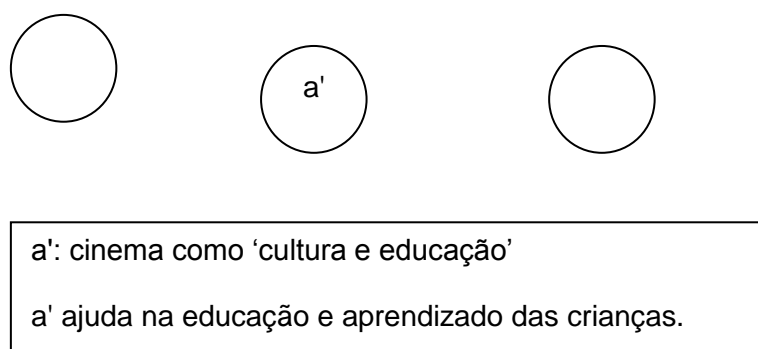 a'
a': cinema como ‘cultura e educação’
a' ajuda na educação e aprendizado das crianças.